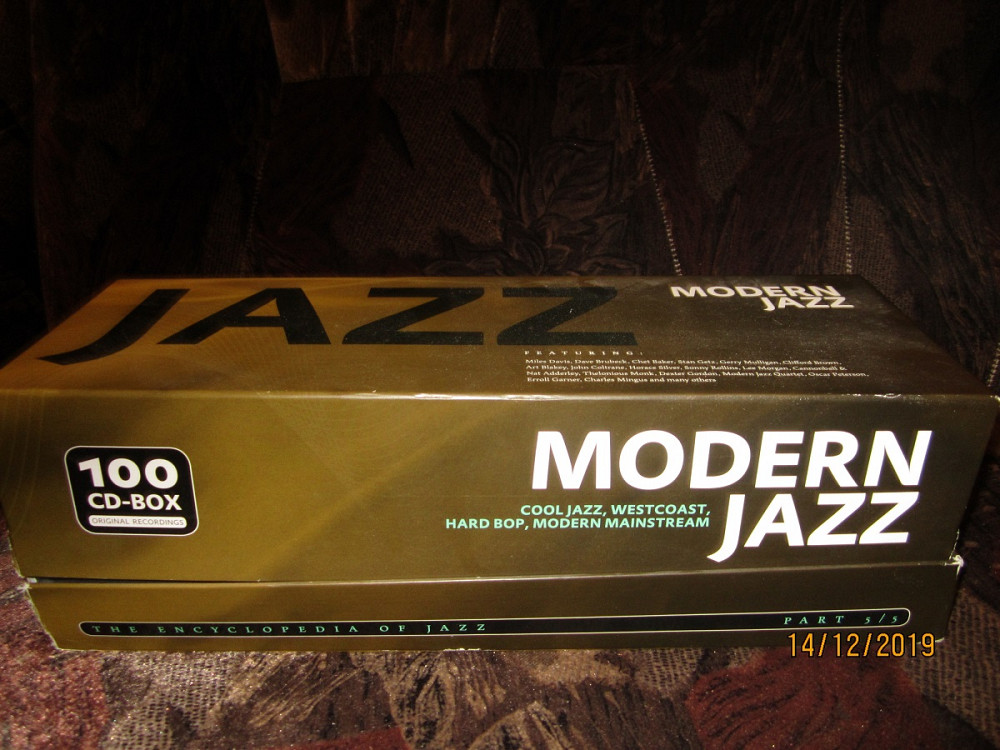 JAZZ
MODERN
JAZZ
FEATURING:
Miles Davis, Dave Brubeck, Chet Baker, Stan Getz, Gerry Mulligan, Clifford Brown,
Art Blakey, John Coltrane, Horace Silver, Sonny Rollins, Lee Morgan, Cannonball &
Nat Adderley, Thelonious Monk, Dexter Gordon, Modern Jazz Quartet, Oscar Peterson,
Erroll Garner, Charles Mingus and many others
100
CD-BOX
ORIGINAL RECORDINGS
MODERN
JAZZ
COOL JAZZ, WESTCOAST,
HARD BOP, MODERN MAINSTREAM
THE ENCYCLOPEDIA OF JAZZ
PART 5/5
14/12/2019